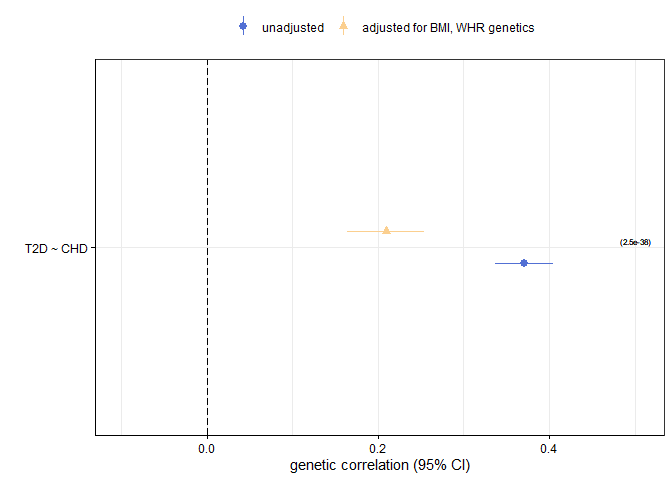 unadjusted adjusted for BMI, WHR genetics
(2.5e-38)
T2D ~ CHD
0.0 0.2 0.4
genetic correlation (95% CI)